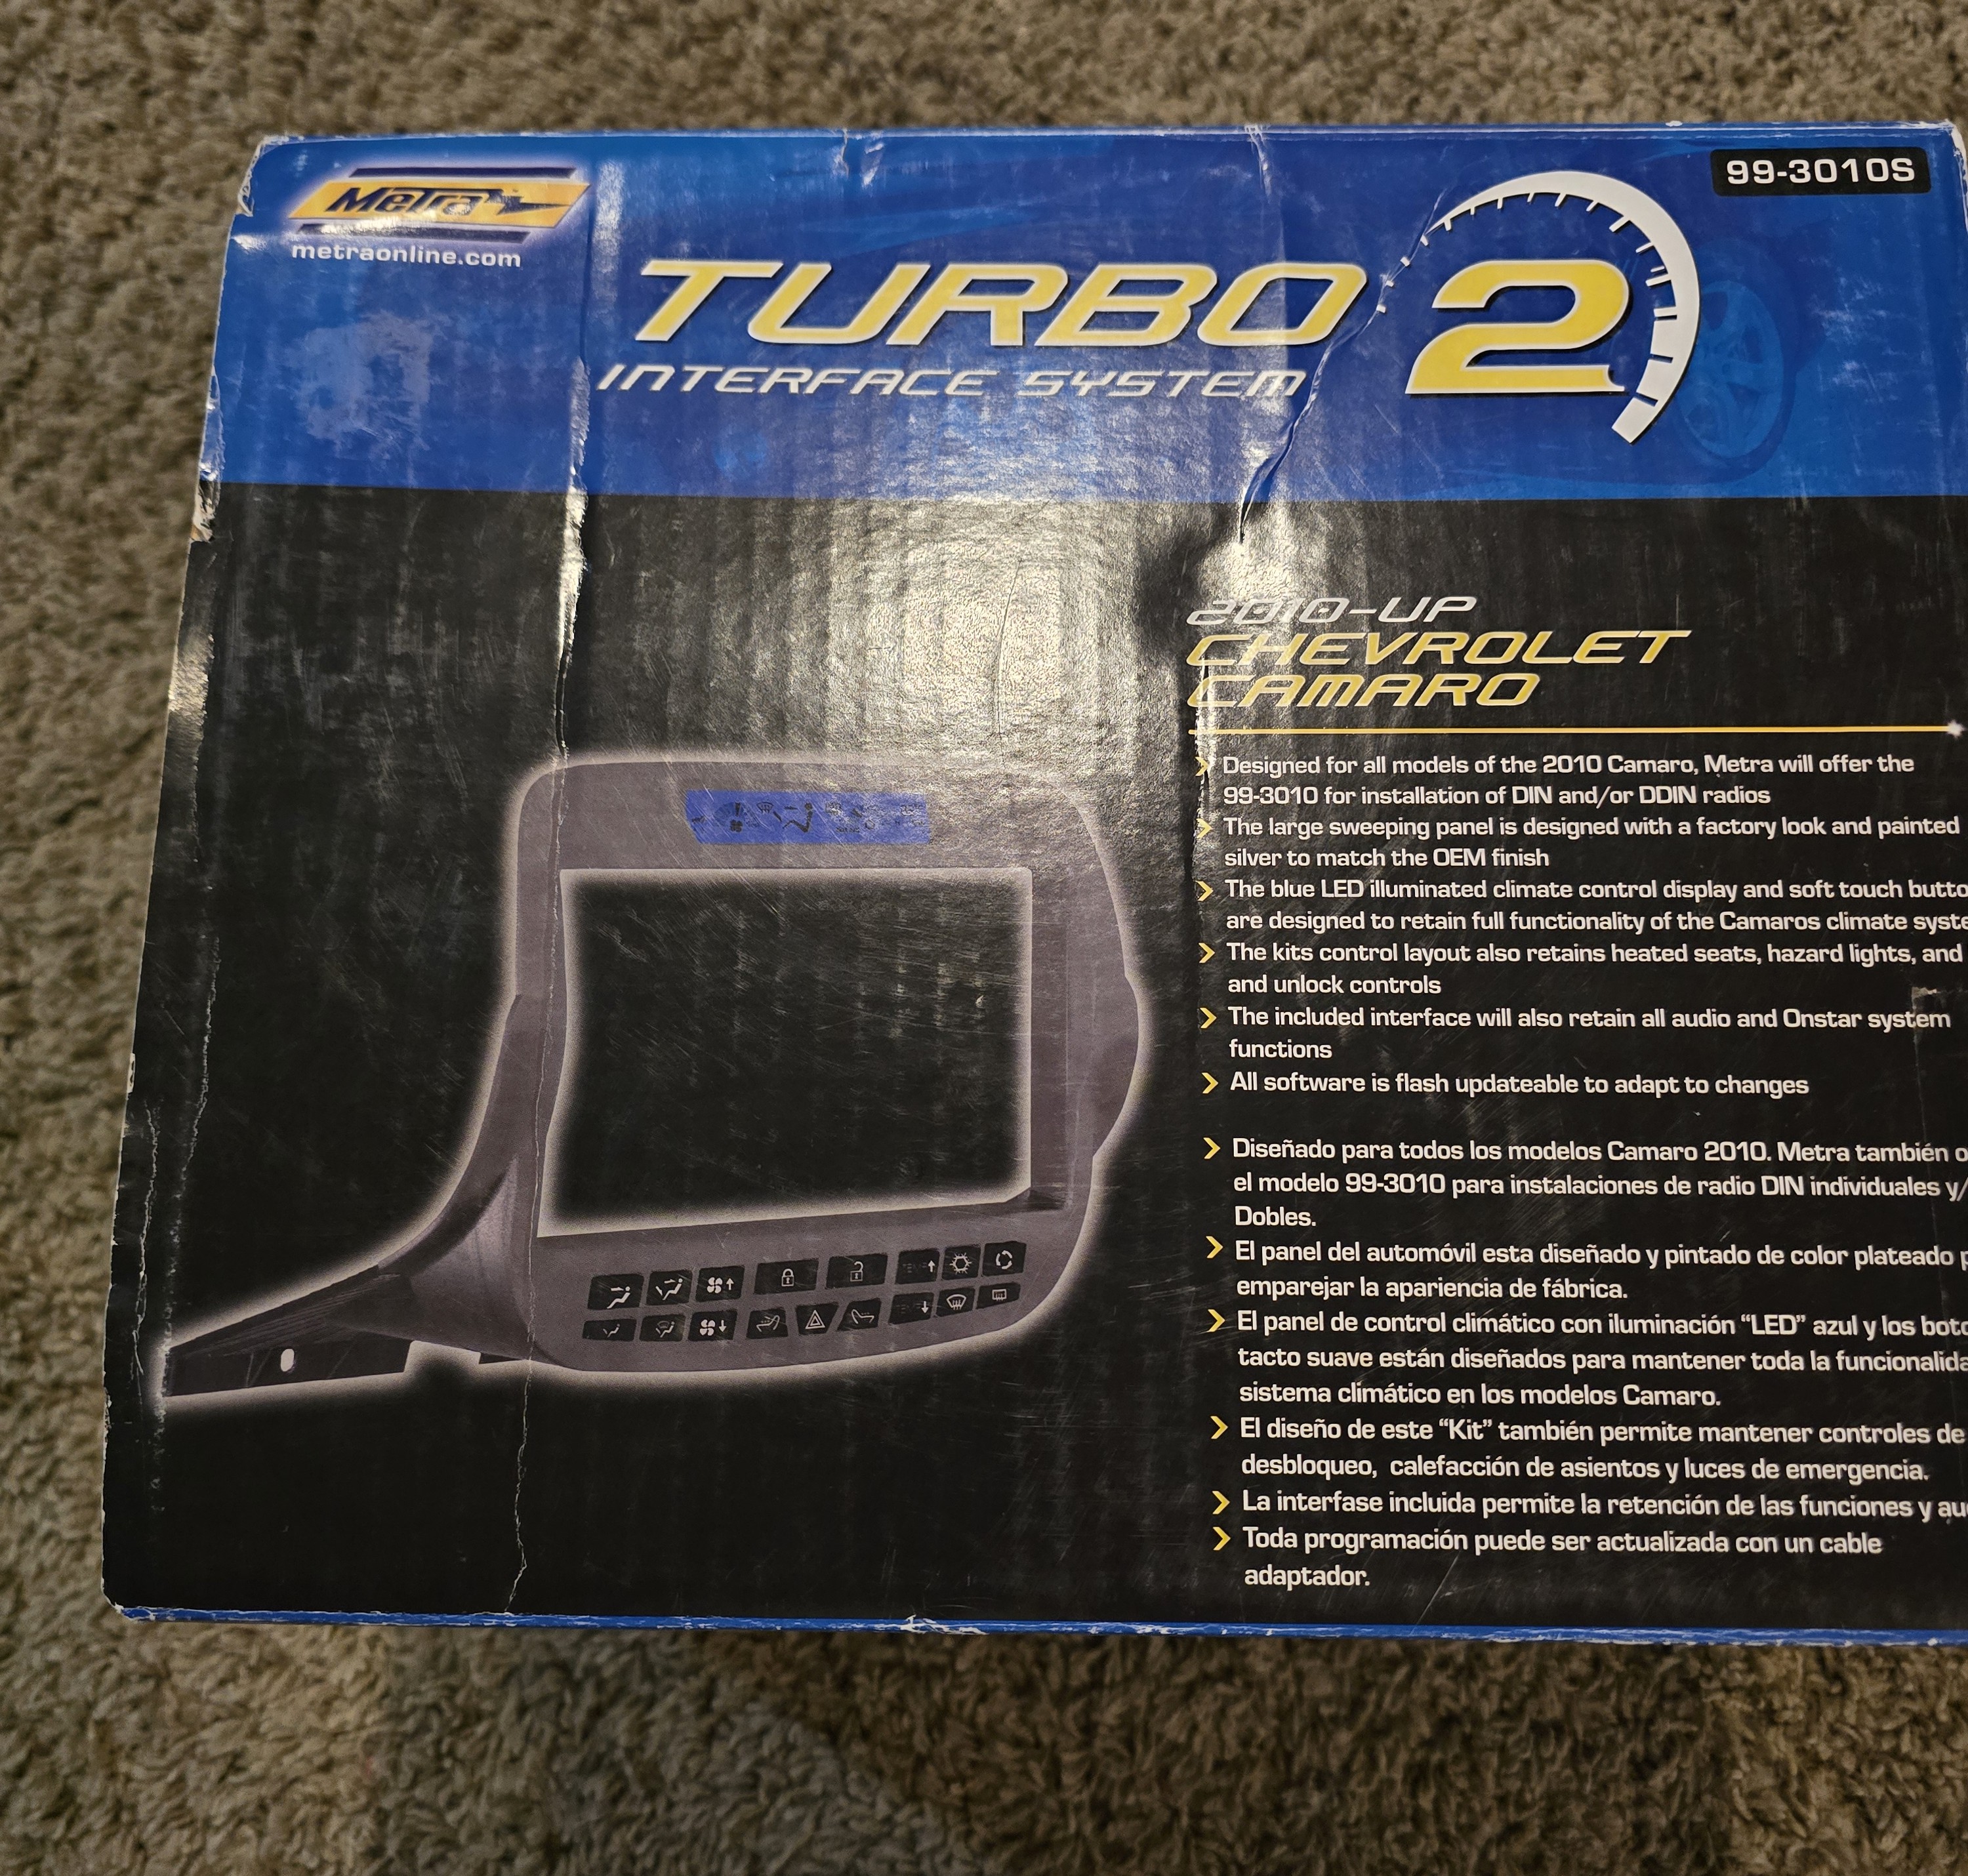 99-3010S
Metra
metraonline.com
TURBO 2
INTERFACE SYSTEM
2010-UP
CHEVROLET
CAMARO
Designed for all models of the 2010 Camaro, Metra will offer the
99-3010 for installation of DIN and/or DDIN radios
The large sweeping panel is designed with a factory look and painted
silver to match the OEM finish
The blue LED illuminated climate control display and soft touch butto
are designed to retain full functionality of the Camaros climate syste
The kits control layout also retains heated seats, hazard lights, and
and unlock controls
The included interface will also retain all audio and Onstar system
functions
All software is flash updateable to adapt to changes
Diseñado para todos los modelos Camaro 2010. Metra también o
el modelo 99-3010 para instalaciones de radio DIN individuales y/
Dobles.
El panel del automóvil esta diseñado y pintado de color plateado p
emparejar la apariencia de fábrica.
El panel de control climático con iluminación “LED” azul y los boto
tacto suave están diseñados para mantener toda la funcionalida
sistema climático en los modelos Camaro.
El diseño de este “Kit” también permite mantener controles de
desbloqueo, calefacción de asientos y luces de emergencia.
La interfase incluida permite la retención de las funciones y au
Toda programación puede ser actualizada con un cable
adaptador.